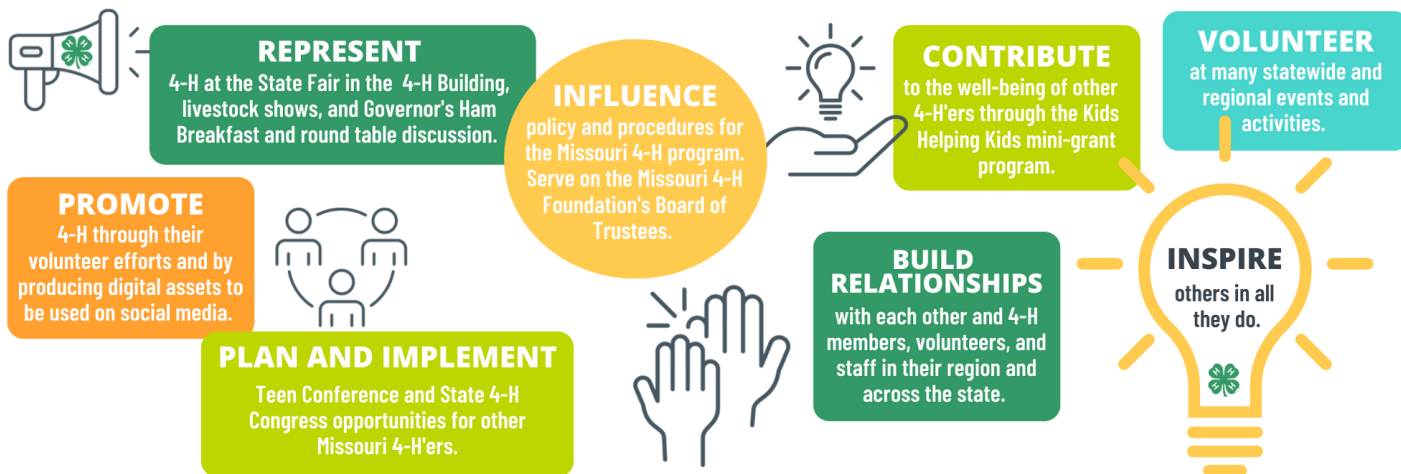 REPRESENT
4-H at the State Fair in the 4-H Building,
livestock shows, and Governor's Ham
Breakfast and round table discussion.
INFLUENCE
policy and procedures for
the Missouri 4-H program.
Serve on the Missouri 4-H
Foundation's Board of
Trustees.
CONTRIBUTE
to the well-being of other
4-H'ers through the Kids
Helping Kids mini-grant
program.
VOLUNTEER
at many statewide and
regional events and
activities.
PROMOTE
4-H through their
volunteer efforts and by
producing digital assets to
be used on social media.
PLAN AND IMPLEMENT
Teen Conference and State 4-H
Congress opportunities for other
Missouri 4-H'ers.
BUILD
RELATIONSHIPS
with each other and 4-H
members, volunteers, and
staff in their region and
across the state.
INSPIRE
others in all
they do.